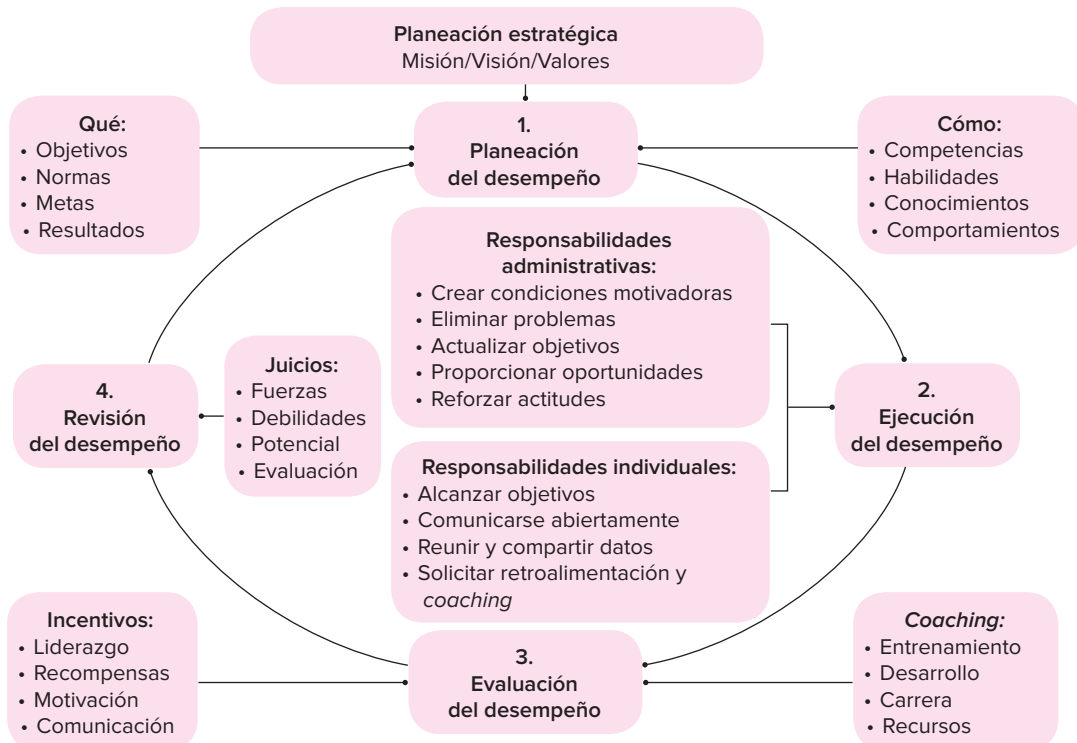 Planeación estratégica
Misión/Visión/Valores
Qué:
• Objetivos
• Normas
• Metas
• Resultados
1.
Planeación
del desempeño
Cómo:
• Competencias
• Habilidades
• Conocimientos
• Comportamientos
Responsabilidades
administrativas:
• Crear condiciones motivadoras
• Eliminar problemas
• Actualizar objetivos
• Proporcionar oportunidades
• Reforzar actitudes
4.
Revisión
del desempeño
Juicios:
• Fuerzas
• Debilidades
• Potencial
• Evaluación
2.
Ejecución
del desempeño
Responsabilidades individuales:
• Alcanzar objetivos
• Comunicarse abiertamente
• Reunir y compartir datos
• Solicitar retroalimentación y
coaching
Incentivos:
• Liderazgo
• Recompensas
• Motivación
• Comunicación
3.
Evaluación
del desempeño
Coaching:
• Entrenamiento
• Desarrollo
• Carrera
• Recursos